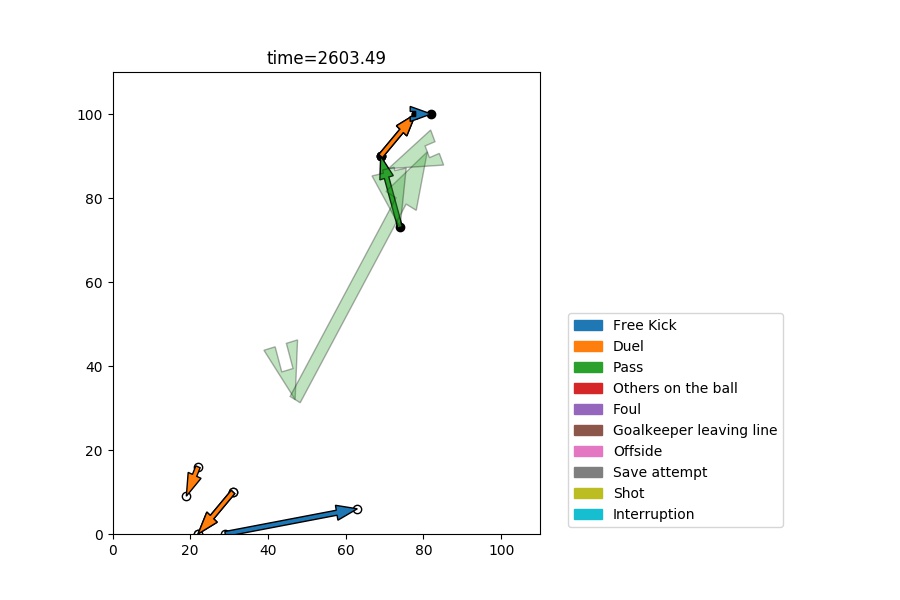 time=2603.49
100
80
60
40
20
0
0 20 40 60 80 100
Free Kick
Duel
Pass
Others on the ball
Foul
Goalkeeper leaving line
Offside
Save attempt
Shot
Interruption